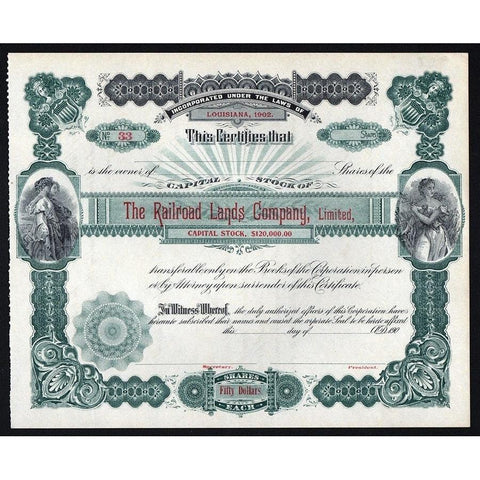 INCORPORATED UNDER THE LAWS OF
LOUISIANA, 1902.
No. 33
This Certifies that
Shares
is the owner of
Shares of the
CAPITAL STOCK OF
The Railroad Lands Company, Limited,
CAPITAL STOCK, $120,000.00
transferable only on the Books of the Corporation in person
or by Attorney upon surrender of this Certificate.
In Witness Whereof, the duly authorized officers of this Corporation have
hereunto subscribed their names and caused the corporate Seal to be hereto affixed
this day of A.D. 190
Secretary. President.
SHARES
Fifty Dollars
EACH